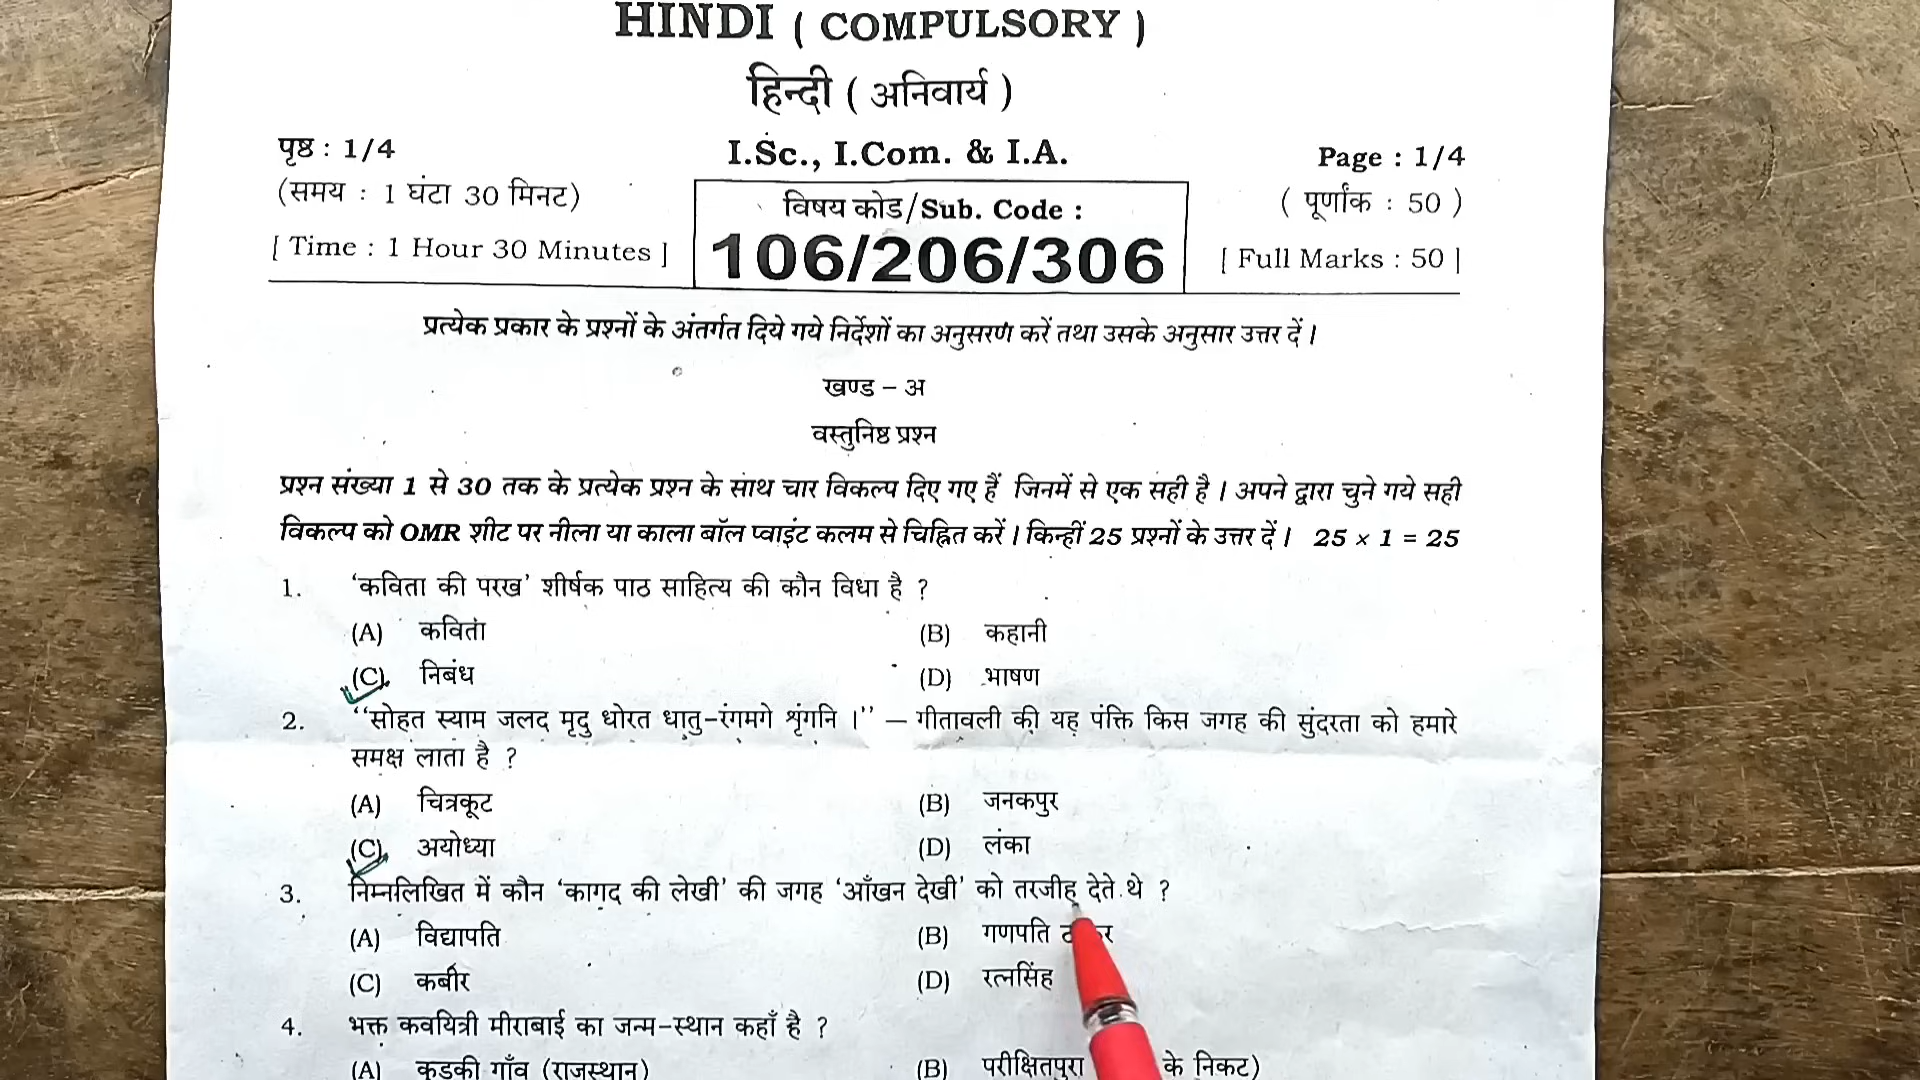 HINDI ( COMPULSORY )
हिन्दी ( अनिवार्य )
पृष्ठ : 1/4
I.Sc., I.Com. & I.A.
Page : 1/4
(समय : 1 घंटा 30 मिनट)
विषय कोड/Sub. Code :
( पूर्णांक : 50 )
[ Time : 1 Hour 30 Minutes ]
106/206/306
[ Full Marks : 50 ]
प्रत्येक प्रकार के प्रश्नों के अंतर्गत दिये गये निर्देशों का अनुसरण करें तथा उसके अनुसार उत्तर दें ।
खण्ड – अ
वस्तुनिष्ठ प्रश्न
प्रश्न संख्या 1 से 30 तक के प्रत्येक प्रश्न के साथ चार विकल्प दिए गए हैं जिनमें से एक सही है । अपने द्वारा चुने गये सही
विकल्प को OMR शीट पर नीला या काला बॉल प्वाइंट कलम से चिह्नित करें । किन्हीं 25 प्रश्नों के उत्तर दें । 25 × 1 = 25
1. 'कविता की परख' शीर्षक पाठ साहित्य की कौन विधा है ?
(A) कविता (B) कहानी
(C) निबंध (D) भाषण
2. ''सोहत स्याम जलद मृदु धोरत धातु-रंगमगे शृंगनि ।'' — गीतावली की यह पंक्ति किस जगह की सुंदरता को हमारे
समक्ष लाता है ?
(A) चित्रकूट (B) जनकपुर
(C) अयोध्या (D) लंका
3. निम्नलिखित में कौन 'कागद की लेखी' की जगह 'आँखन देखी' को तरजीह देते थे ?
(A) विद्यापति (B) गणपति
(C) कबीर (D) रत्नसिंह
4. भक्त कवयित्री मीराबाई का जन्म-स्थान कहाँ है ?
(A) कुडकी गाँव (राजस्थान) (B) परीक्षितपुरा के निकट)